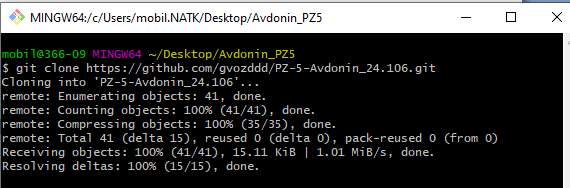 MINGW64:/c/Users/mobil.NATK/Desktop/Avdonin_PZ5
mobil@366-09 MINGW64 ~/Desktop/Avdonin_PZ5
$ git clone https://github.com/gvozddd/PZ-5-Avdonin_24.106.git
Cloning into 'PZ-5-Avdonin_24.106'...
remote: Enumerating objects: 41, done.
remote: Counting objects: 100% (41/41), done.
remote: Compressing objects: 100% (35/35), done.
remote: Total 41 (delta 15), reused 0 (delta 0), pack-reused 0 (from 0)
Receiving objects: 100% (41/41), 15.11 KiB | 1.01 MiB/s, done.
Resolving deltas: 100% (15/15), done.